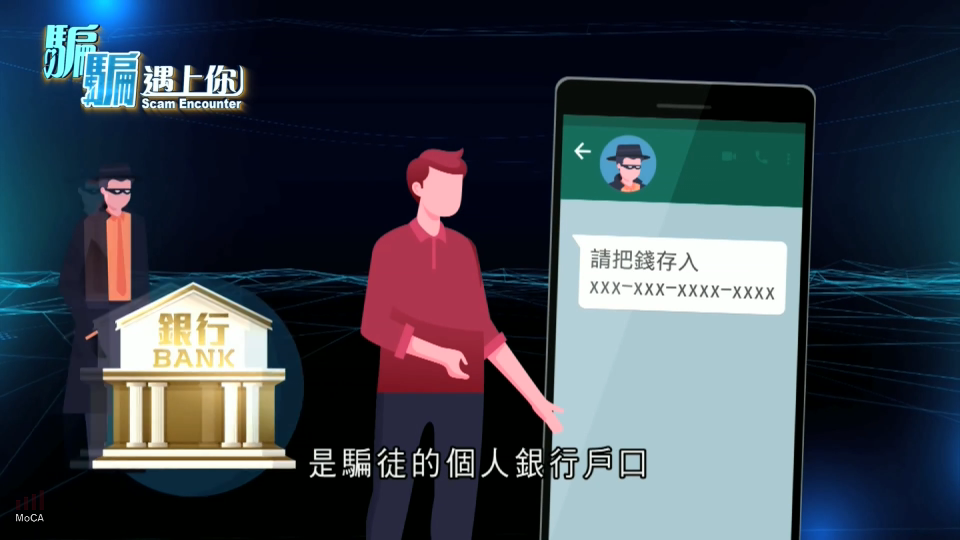 騙騙遇上你
Scam Encounter
請把錢存入
xxx-xxx-xxxx-xxxx
銀行
BANK
是騙徒的個人銀行戶口
MoCA